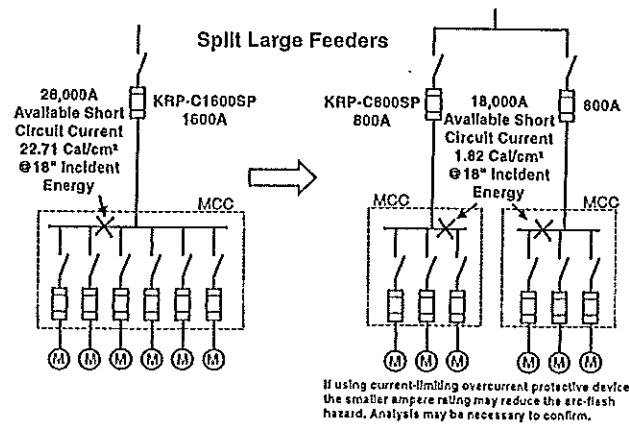 Split Large Feeders
28,000A
Available Short
Circuit Current
22.71 Cal/cm²
@18" Incident
Energy
KRP-C1600SP
1600A
MCC
M M M M M M
KRP-C800SP
800A
18,000A
Available Short
Circuit Current
1.82 Cal/cm²
@18" Incident
Energy
800A
MCC
MCC
M M M
M M M
If using current-limiting overcurrent protective device
the smaller ampere rating may reduce the arc-flash
hazard. Analysis may be necessary to confirm.